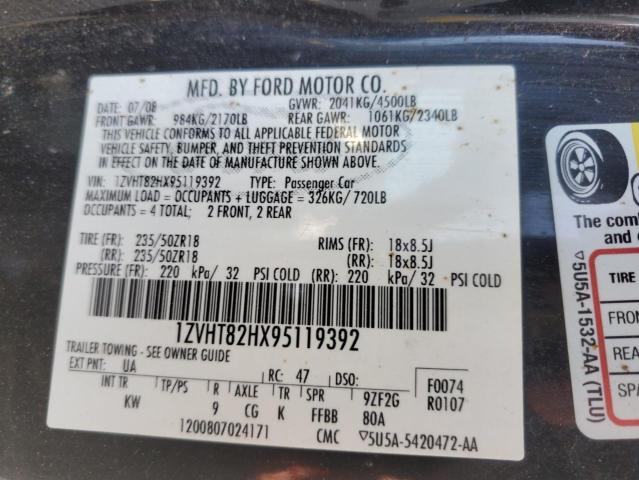 MFD. BY FORD MOTOR CO.
DATE: 07/08 GVWR: 2041KG/4500LB
FRONT GAWR: 984KG/2170LB REAR GAWR: 1061KG/2340LB
THIS VEHICLE CONFORMS TO ALL APPLICABLE FEDERAL MOTOR
VEHICLE SAFETY, BUMPER, AND THEFT PREVENTION STANDARDS
IN EFFECT ON THE DATE OF MANUFACTURE SHOWN ABOVE.
VIN: 1ZVHT82HX95119392 TYPE: Passenger Car
MAXIMUM LOAD = OCCUPANTS + LUGGAGE = 326KG/720LB
OCCUPANTS = 4 TOTAL; 2 FRONT, 2 REAR
TIRE (FR): 235/50ZR18 RIMS (FR): 18x8.5J
(RR): 235/50ZR18 (RR): 18x8.5J
PRESSURE (FR): 220 kPa/ 32 PSI COLD (RR): 220 kPa/ 32 PSI COLD
1ZVHT82HX95119392
TRAILER TOWING - SEE OWNER GUIDE
EXT PNT: UA RC: 47 DSO: F0074
R0107
INT TR TP/PS R AXLE TR SPR 9ZF2G
KW 9 CG K FFBB 80A
1200807024171 CMC ▽5U5A-5420472-AA
▽5U5A-1532-AA (TLU)
The com
and
TIRE
FRON
REA
SPA